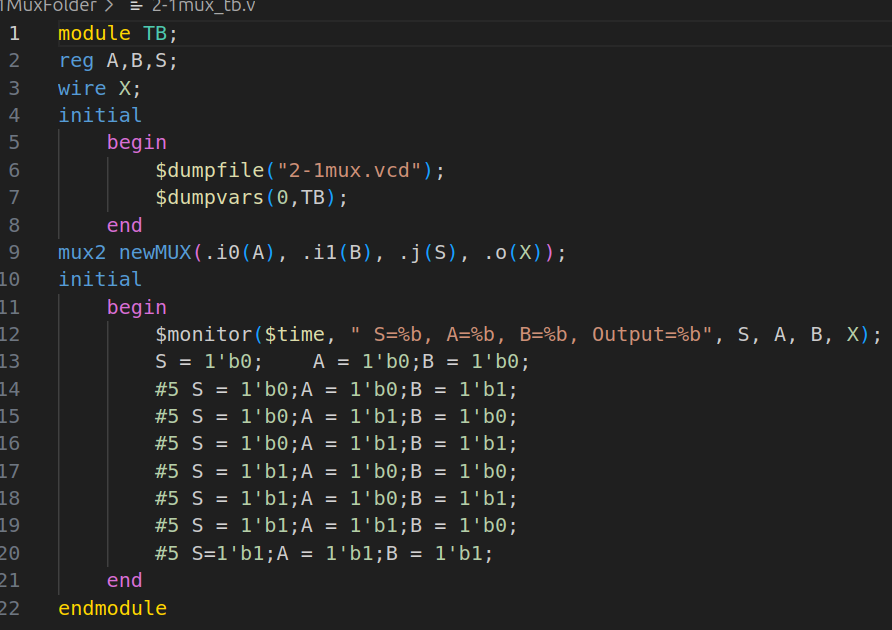 1MuxFolder > 2-1mux_tb.v
1 module TB;
2 reg A,B,S;
3 wire X;
4 initial
5 begin
6 $dumpfile("2-1mux.vcd");
7 $dumpvars(0,TB);
8 end
9 mux2 newMUX(.i0(A), .i1(B), .j(S), .o(X));
10 initial
11 begin
12 $monitor($time, " S=%b, A=%b, B=%b, Output=%b", S, A, B, X);
13 S = 1'b0;    A = 1'b0;B = 1'b0;
14 #5 S = 1'b0;A = 1'b0;B = 1'b1;
15 #5 S = 1'b0;A = 1'b1;B = 1'b0;
16 #5 S = 1'b0;A = 1'b1;B = 1'b1;
17 #5 S = 1'b1;A = 1'b0;B = 1'b0;
18 #5 S = 1'b1;A = 1'b0;B = 1'b1;
19 #5 S = 1'b1;A = 1'b1;B = 1'b0;
20 #5 S=1'b1;A = 1'b1;B = 1'b1;
21 end
22 endmodule